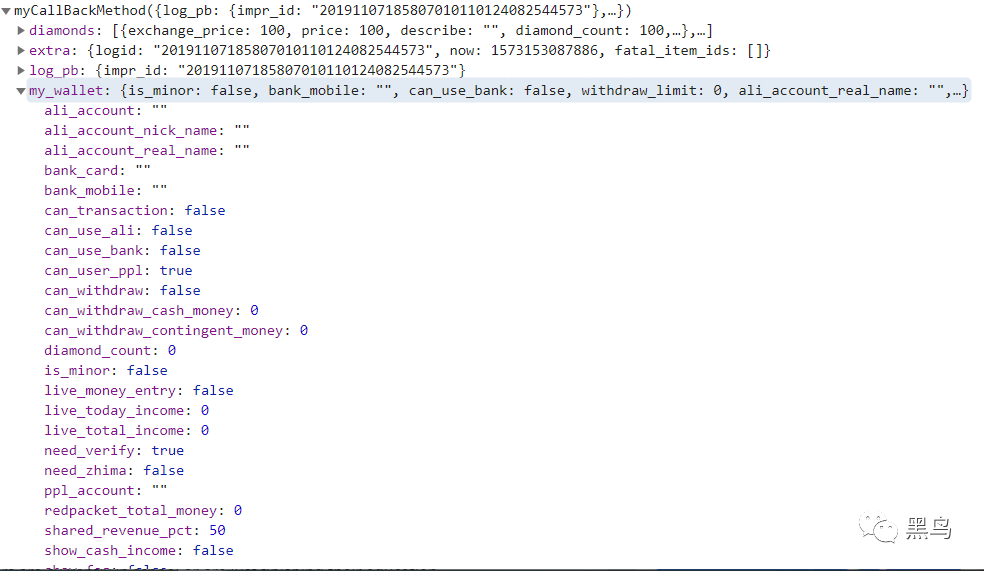 myCallBackMethod({log_pb: {impr_id: "20191107185807010110124082544573"},…})
diamonds: [{exchange_price: 100, price: 100, describe: "", diamond_count: 100,…},…]
extra: {logid: "20191107185807010110124082544573", now: 1573153087886, fatal_item_ids: []}
log_pb: {impr_id: "20191107185807010110124082544573"}
my_wallet: {is_minor: false, bank_mobile: "", can_use_bank: false, withdraw_limit: 0, ali_account_real_name: "",…}
ali_account: ""
ali_account_nick_name: ""
ali_account_real_name: ""
bank_card: ""
bank_mobile: ""
can_transaction: false
can_use_ali: false
can_use_bank: false
can_user_ppl: true
can_withdraw: false
can_withdraw_cash_money: 0
can_withdraw_contingent_money: 0
diamond_count: 0
is_minor: false
live_money_entry: false
live_today_income: 0
live_total_income: 0
need_verify: true
need_zhima: false
ppl_account: ""
redpacket_total_money: 0
shared_revenue_pct: 50
show_cash_income: false
黑鸟